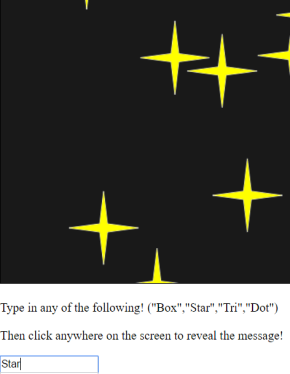 Type in any of the following! ("Box","Star","Tri","Dot")
Then click anywhere on the screen to reveal the message!
Star